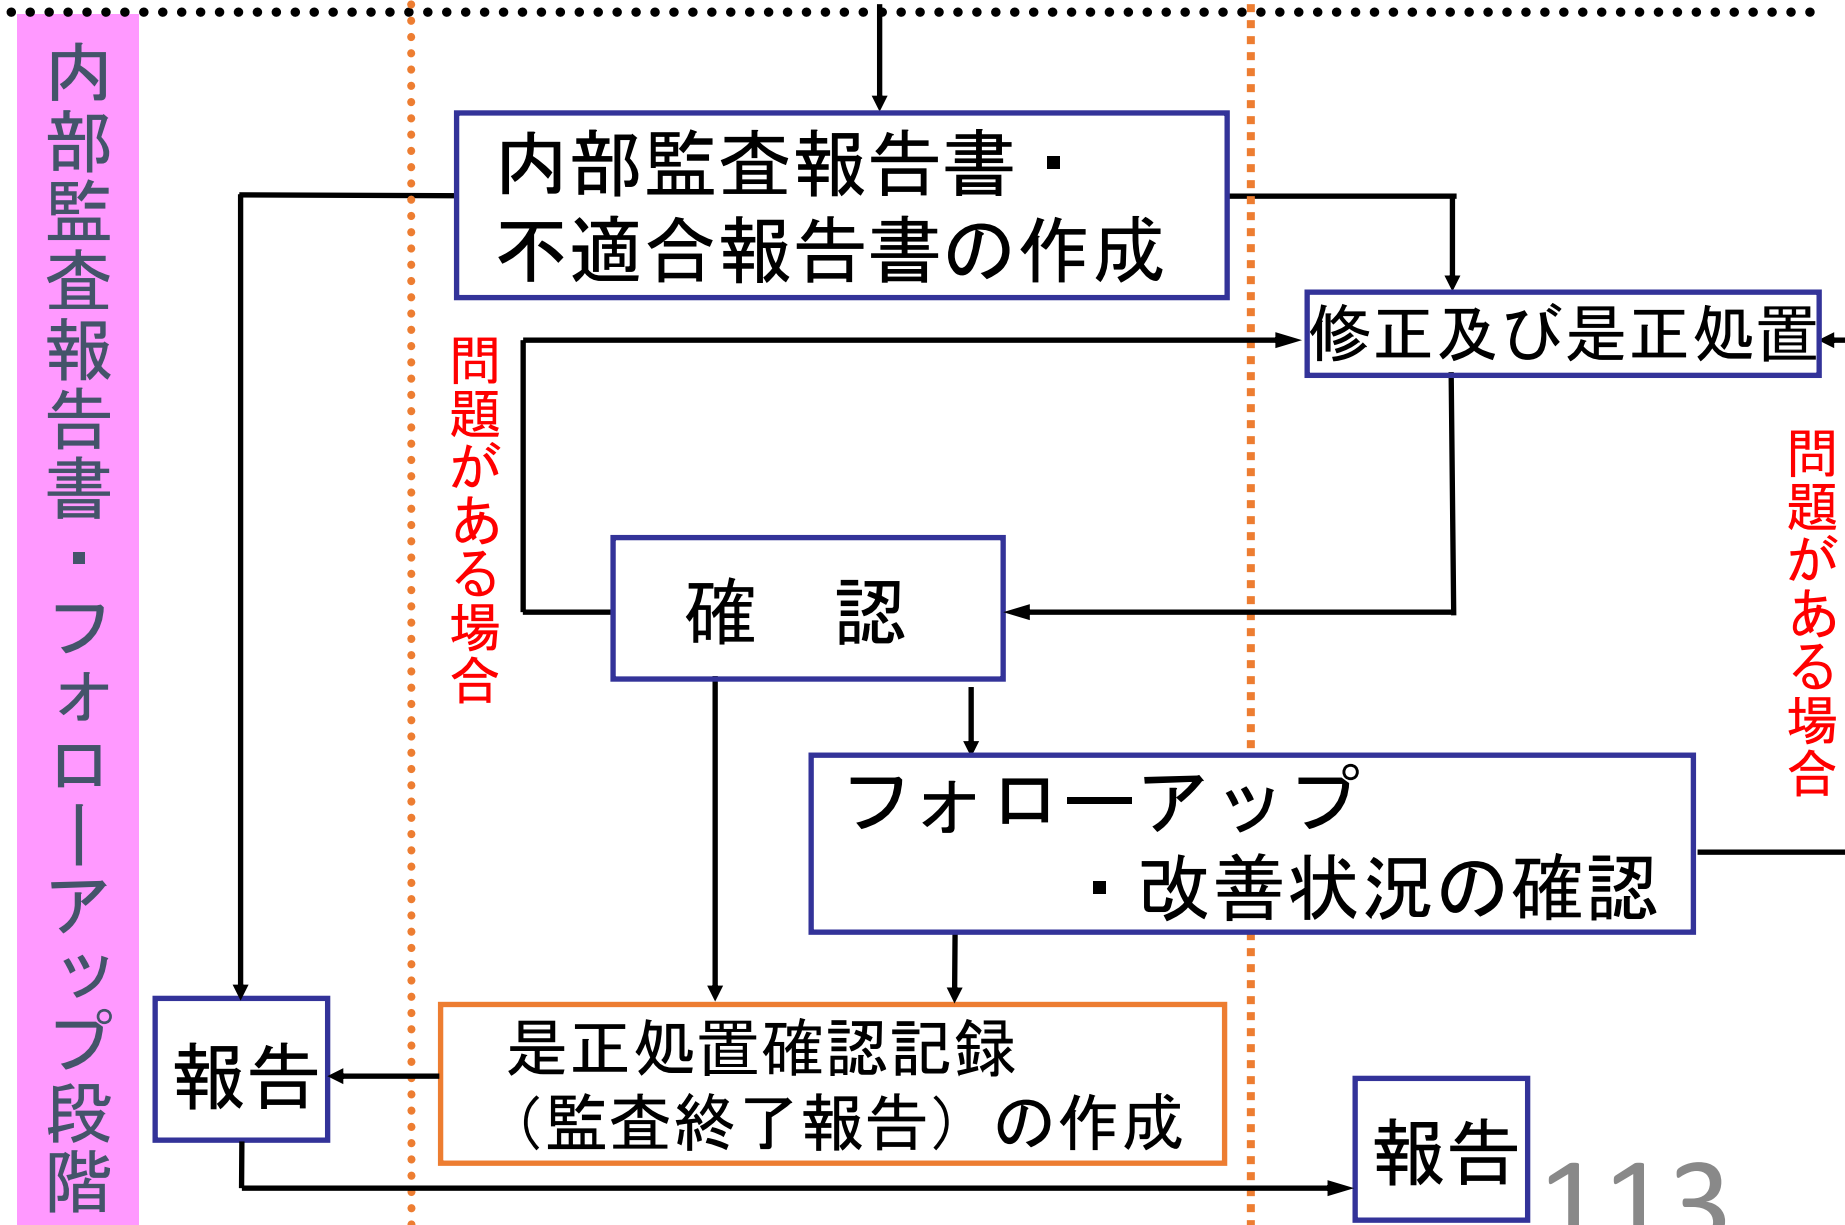 内部監査報告書・フォローアップ段階
内部監査報告書・
不適合報告書の作成
修正及び是正処置
問題がある場合
問題がある場合
確　認
フォローアップ
・改善状況の確認
是正処置確認記録
（監査終了報告）の作成
報告
報告
113